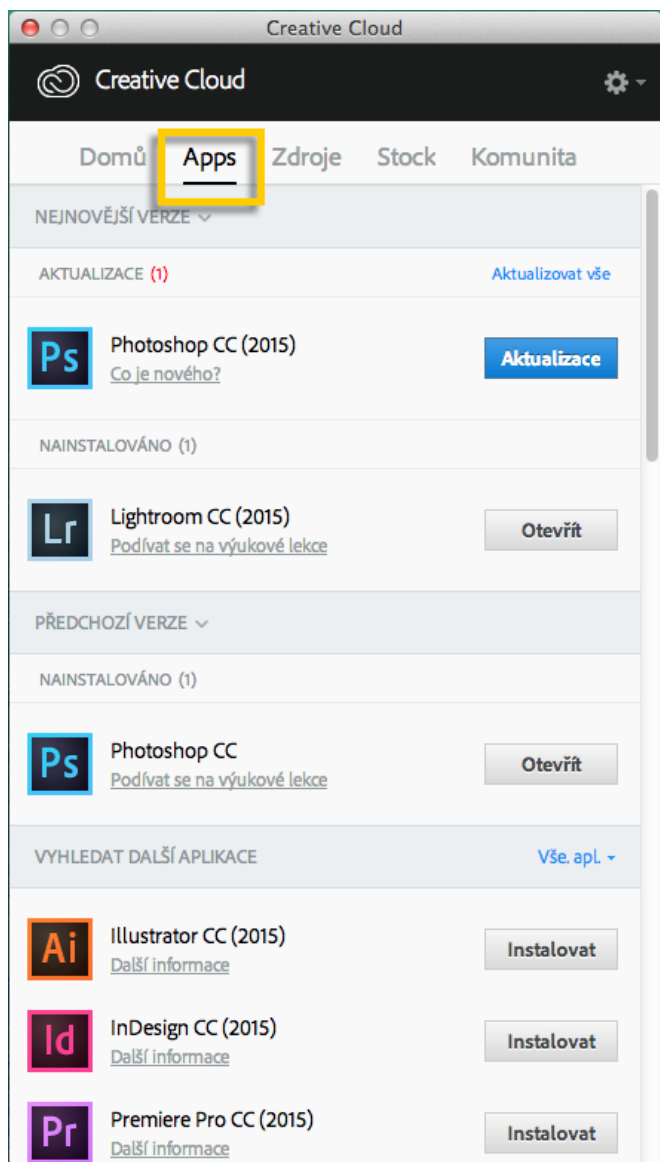 Creative Cloud
Creative Cloud
Domů Apps Zdroje Stock Komunita
NEJNOVĚJŠÍ VERZE
AKTUALIZACE (1) Aktualizovat vše
Ps Photoshop CC (2015) Aktualizace
Co je nového?
NAINSTALOVÁNO (1)
Lr Lightroom CC (2015) Otevřít
Podívat se na výukové lekce
PŘEDCHOZÍ VERZE
NAINSTALOVÁNO (1)
Ps Photoshop CC Otevřít
Podívat se na výukové lekce
VYHLEDAT DALŠÍ APLIKACE Vše. apl.
Ai Illustrator CC (2015) Instalovat
Další informace
Id InDesign CC (2015) Instalovat
Další informace
Pr Premiere Pro CC (2015) Instalovat
Další informace